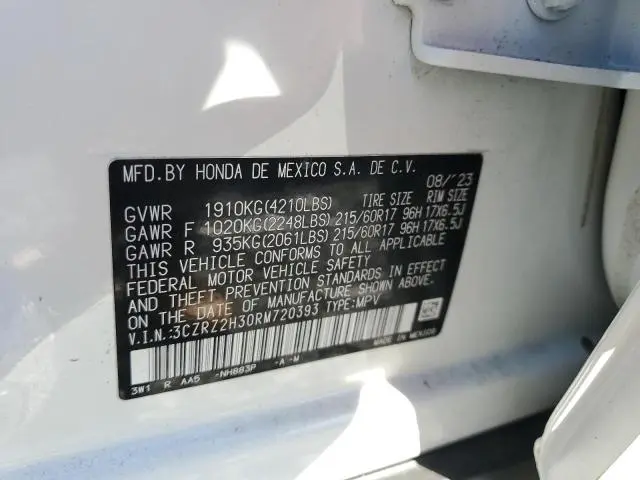 MFD.BY HONDA DE MEXICO S.A. DE C.V. 08/'23
GVWR 1910KG(4210LBS) TIRE SIZE RIM SIZE
GAWR F 1020KG(2248LBS) 215/60R17 96H 17X6.5J
GAWR R 935KG(2061LBS) 215/60R17 96H 17X6.5J
THIS VEHICLE CONFORMS TO ALL APPLICABLE
FEDERAL MOTOR VEHICLE SAFETY
AND THEFT PREVENTION STANDARDS IN EFFECT
ON THE DATE OF MANUFACTURE SHOWN ABOVE.
V.I.N.:3CZRZ2H30RM720393 TYPE:MPV
MADE IN MEXICO
3W1 R AA5 -NH883P -A-M